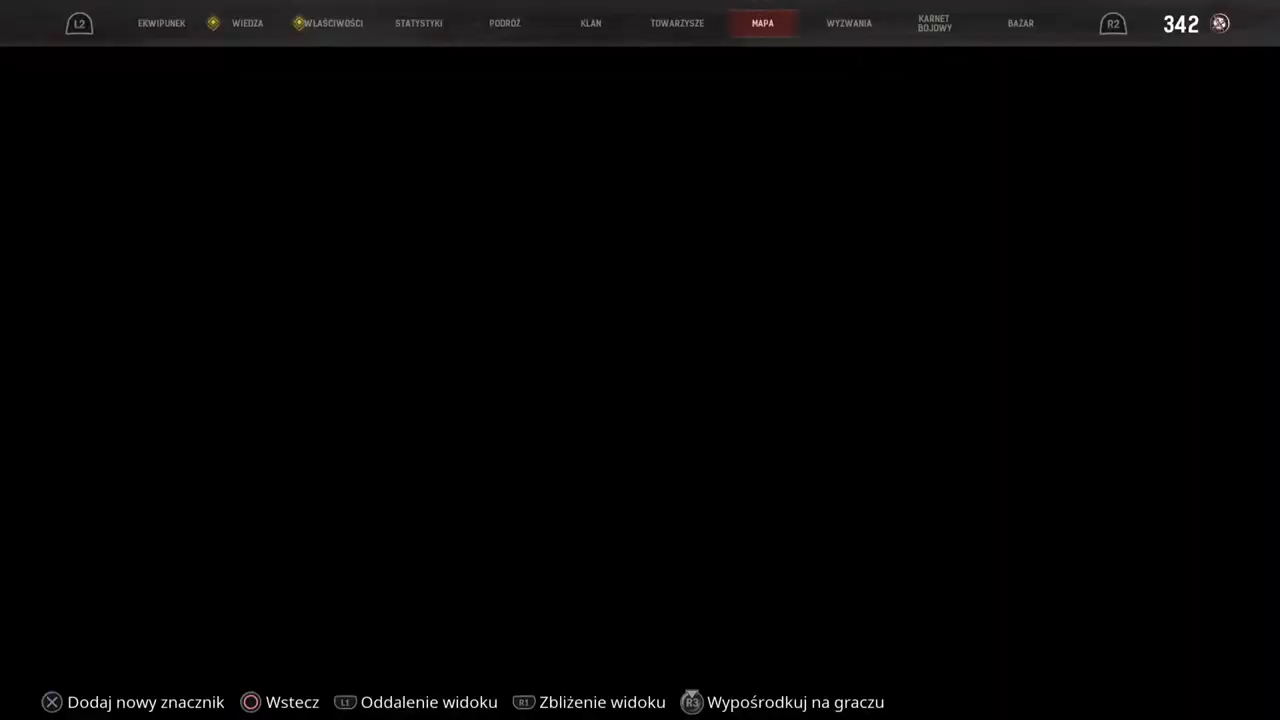 L2 EKWIPUNEK WIEDZA WŁAŚCIWOŚCI STATYSTYKI PODRÓŻ KLAN TOWARZYSZE MAPA WYZWANIA KARNET BOJOWY BAZAR R2 342
Dodaj nowy znacznik Wstecz L1 Oddalenie widoku R1 Zbliżenie widoku R3 Wypośrodkuj na graczu